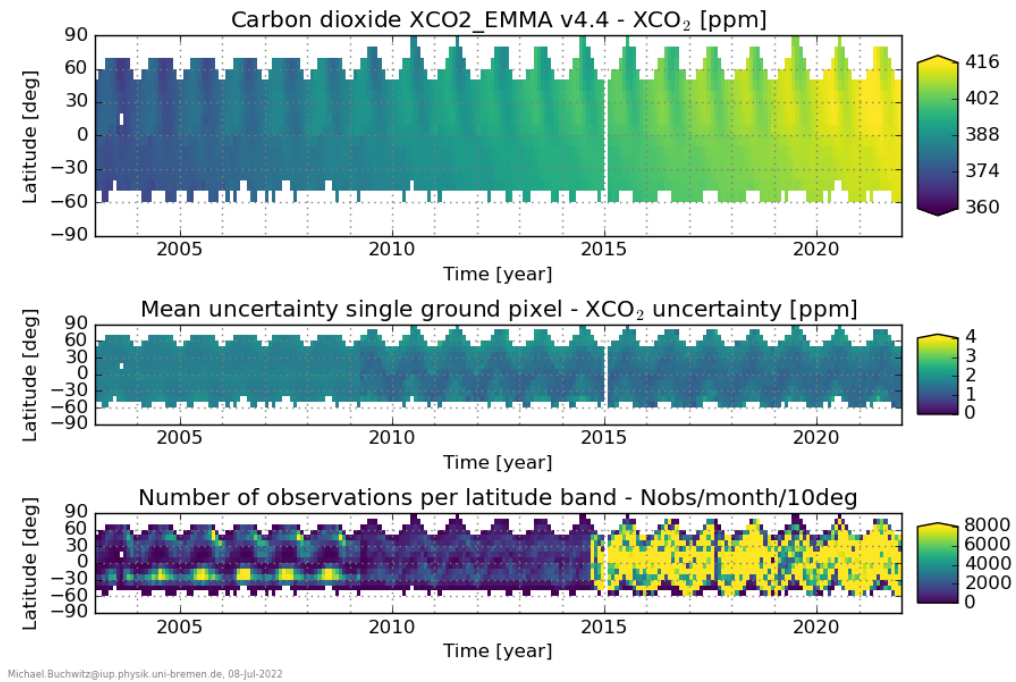 Carbon dioxide XCO2_EMMA v4.4 - XCO₂ [ppm]
90
60
30
0
−30
−60
−90
Latitude [deg]
2005 2010 2015 2020
Time [year]
416
402
388
374
360
Mean uncertainty single ground pixel - XCO₂ uncertainty [ppm]
90
60
30
0
−30
−60
−90
Latitude [deg]
2005 2010 2015 2020
Time [year]
4
3
2
1
0
Number of observations per latitude band - Nobs/month/10deg
90
60
30
0
−30
−60
−90
Latitude [deg]
2005 2010 2015 2020
Time [year]
8000
6000
4000
2000
0
Michael.Buchwitz@iup.physik.uni-bremen.de, 08-Jul-2022